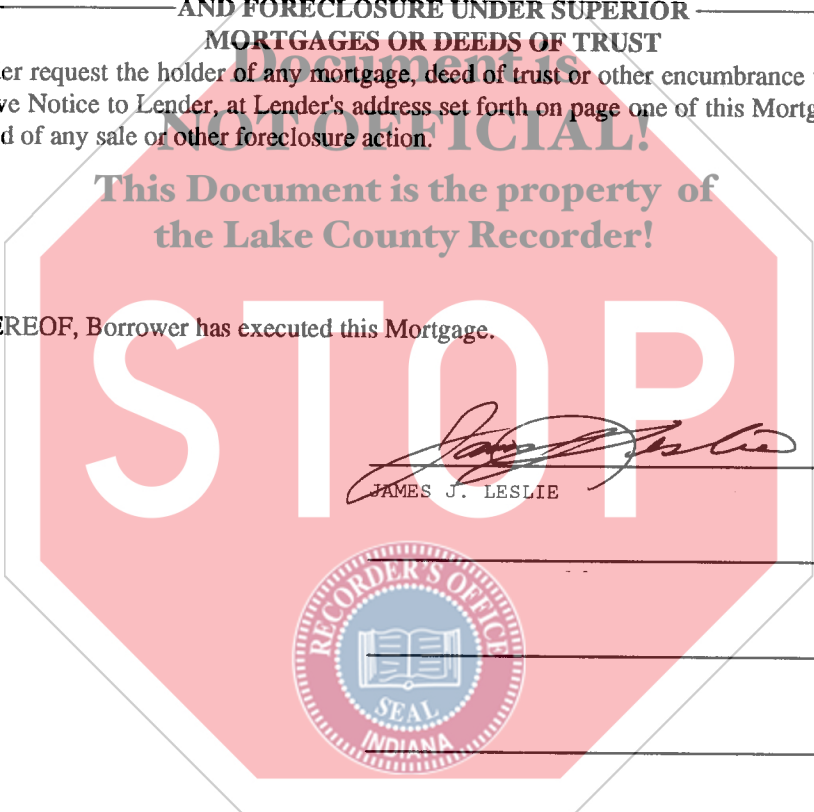 AND FORECLOSURE UNDER SUPERIOR
MORTGAGES OR DEEDS OF TRUST
er request the holder of any mortgage, deed of trust or other encumbrance
Document is
ve Notice to Lender, at Lender's address set forth on page one of this Mortg
d of any sale or other foreclosure action.
NOT OFFICIAL!
This Document is the property of
the Lake County Recorder!
EREOF, Borrower has executed this Mortgage.
STOP
James J Leslie
JAMES J. LESLIE
RECORDER'S OFFICE
SEAL
INDIANA